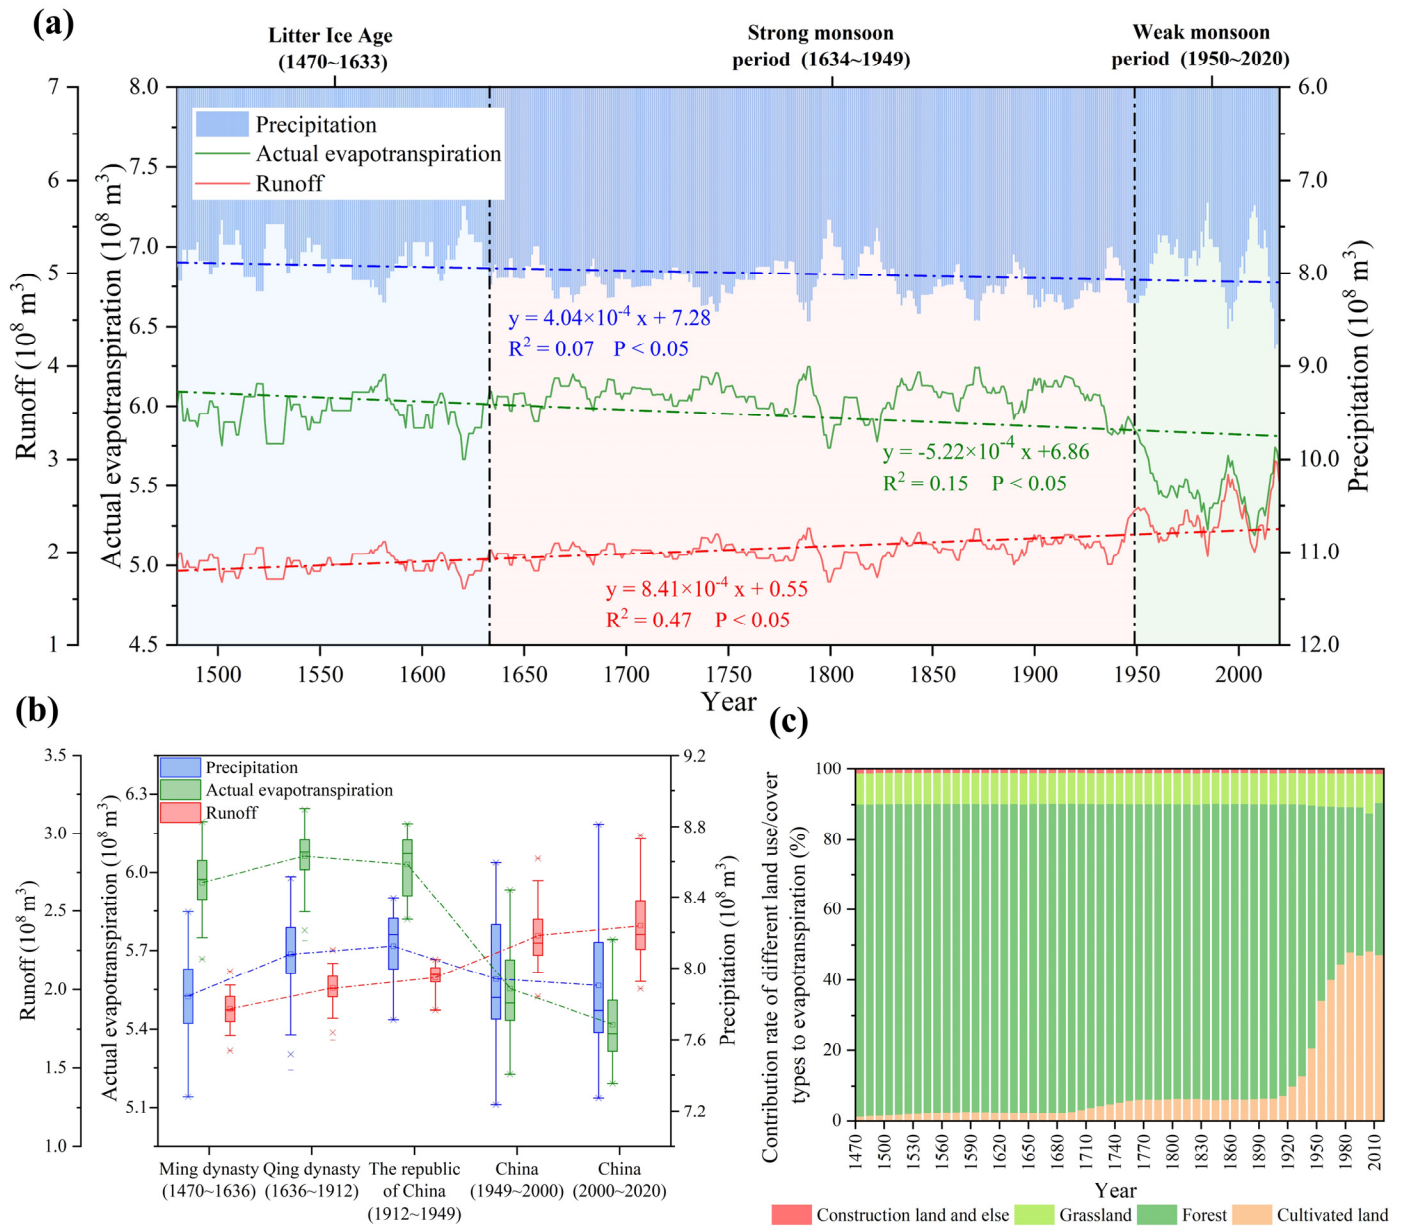 (a)
Litter Ice Age
(1470~1633)
Strong monsoon
period (1634~1949)
Weak monsoon
period (1950~2020)
Runoff (10⁸ m³)
7
6
5
4
3
2
1
Actual evapotranspiration (10⁸ m³)
8.0
7.5
7.0
6.5
6.0
5.5
5.0
4.5
Precipitation
Actual evapotranspiration
Runoff
y = 4.04×10⁻⁴ x + 7.28
R² = 0.07 P < 0.05
y = -5.22×10⁻⁴ x +6.86
R² = 0.15 P < 0.05
y = 8.41×10⁻⁴ x + 0.55
R² = 0.47 P < 0.05
6.0
7.0
8.0
9.0
10.0
11.0
12.0
Precipitation (10⁸ m³)
1500 1550 1600 1650 1700 1750 1800 1850 1900 1950 2000
Year
(b)
Runoff (10⁸ m³)
3.5
3.0
2.5
2.0
1.5
1.0
Actual evapotranspiration (10⁸ m³)
6.3
6.0
5.7
5.4
5.1
Precipitation
Actual evapotranspiration
Runoff
9.2
8.8
8.4
8.0
7.6
7.2
Precipitation (10⁸ m³)
Ming dynasty
(1470~1636)
Qing dynasty
(1636~1912)
The republic
of China
(1912~1949)
China
(1949~2000)
China
(2000~2020)
(c)
Contribution rate of different land use/cover
types to evapotranspiration (%)
100
80
60
40
20
0
1470 1500 1530 1560 1590 1620 1650 1680 1710 1740 1770 1800 1830 1860 1890 1920 1950 1980 2010
Year
Construction land and else Grassland Forest Cultivated land